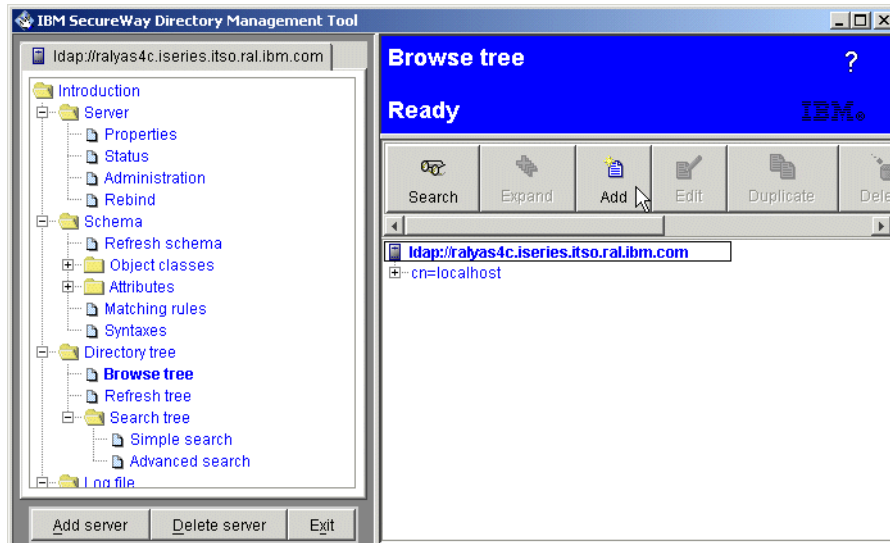 IBM SecureWay Directory Management Tool
ldap://ralyas4c.iseries.itso.ral.ibm.com
Introduction
Server
Properties
Status
Administration
Rebind
Schema
Refresh schema
Object classes
Attributes
Matching rules
Syntaxes
Directory tree
Browse tree
Refresh tree
Search tree
Simple search
Advanced search
Log file
Add server
Delete server
Exit
Browse tree
?
Ready
IBM
Search
Expand
Add
Edit
Duplicate
Dele
ldap://ralyas4c.iseries.itso.ral.ibm.com
cn=localhost